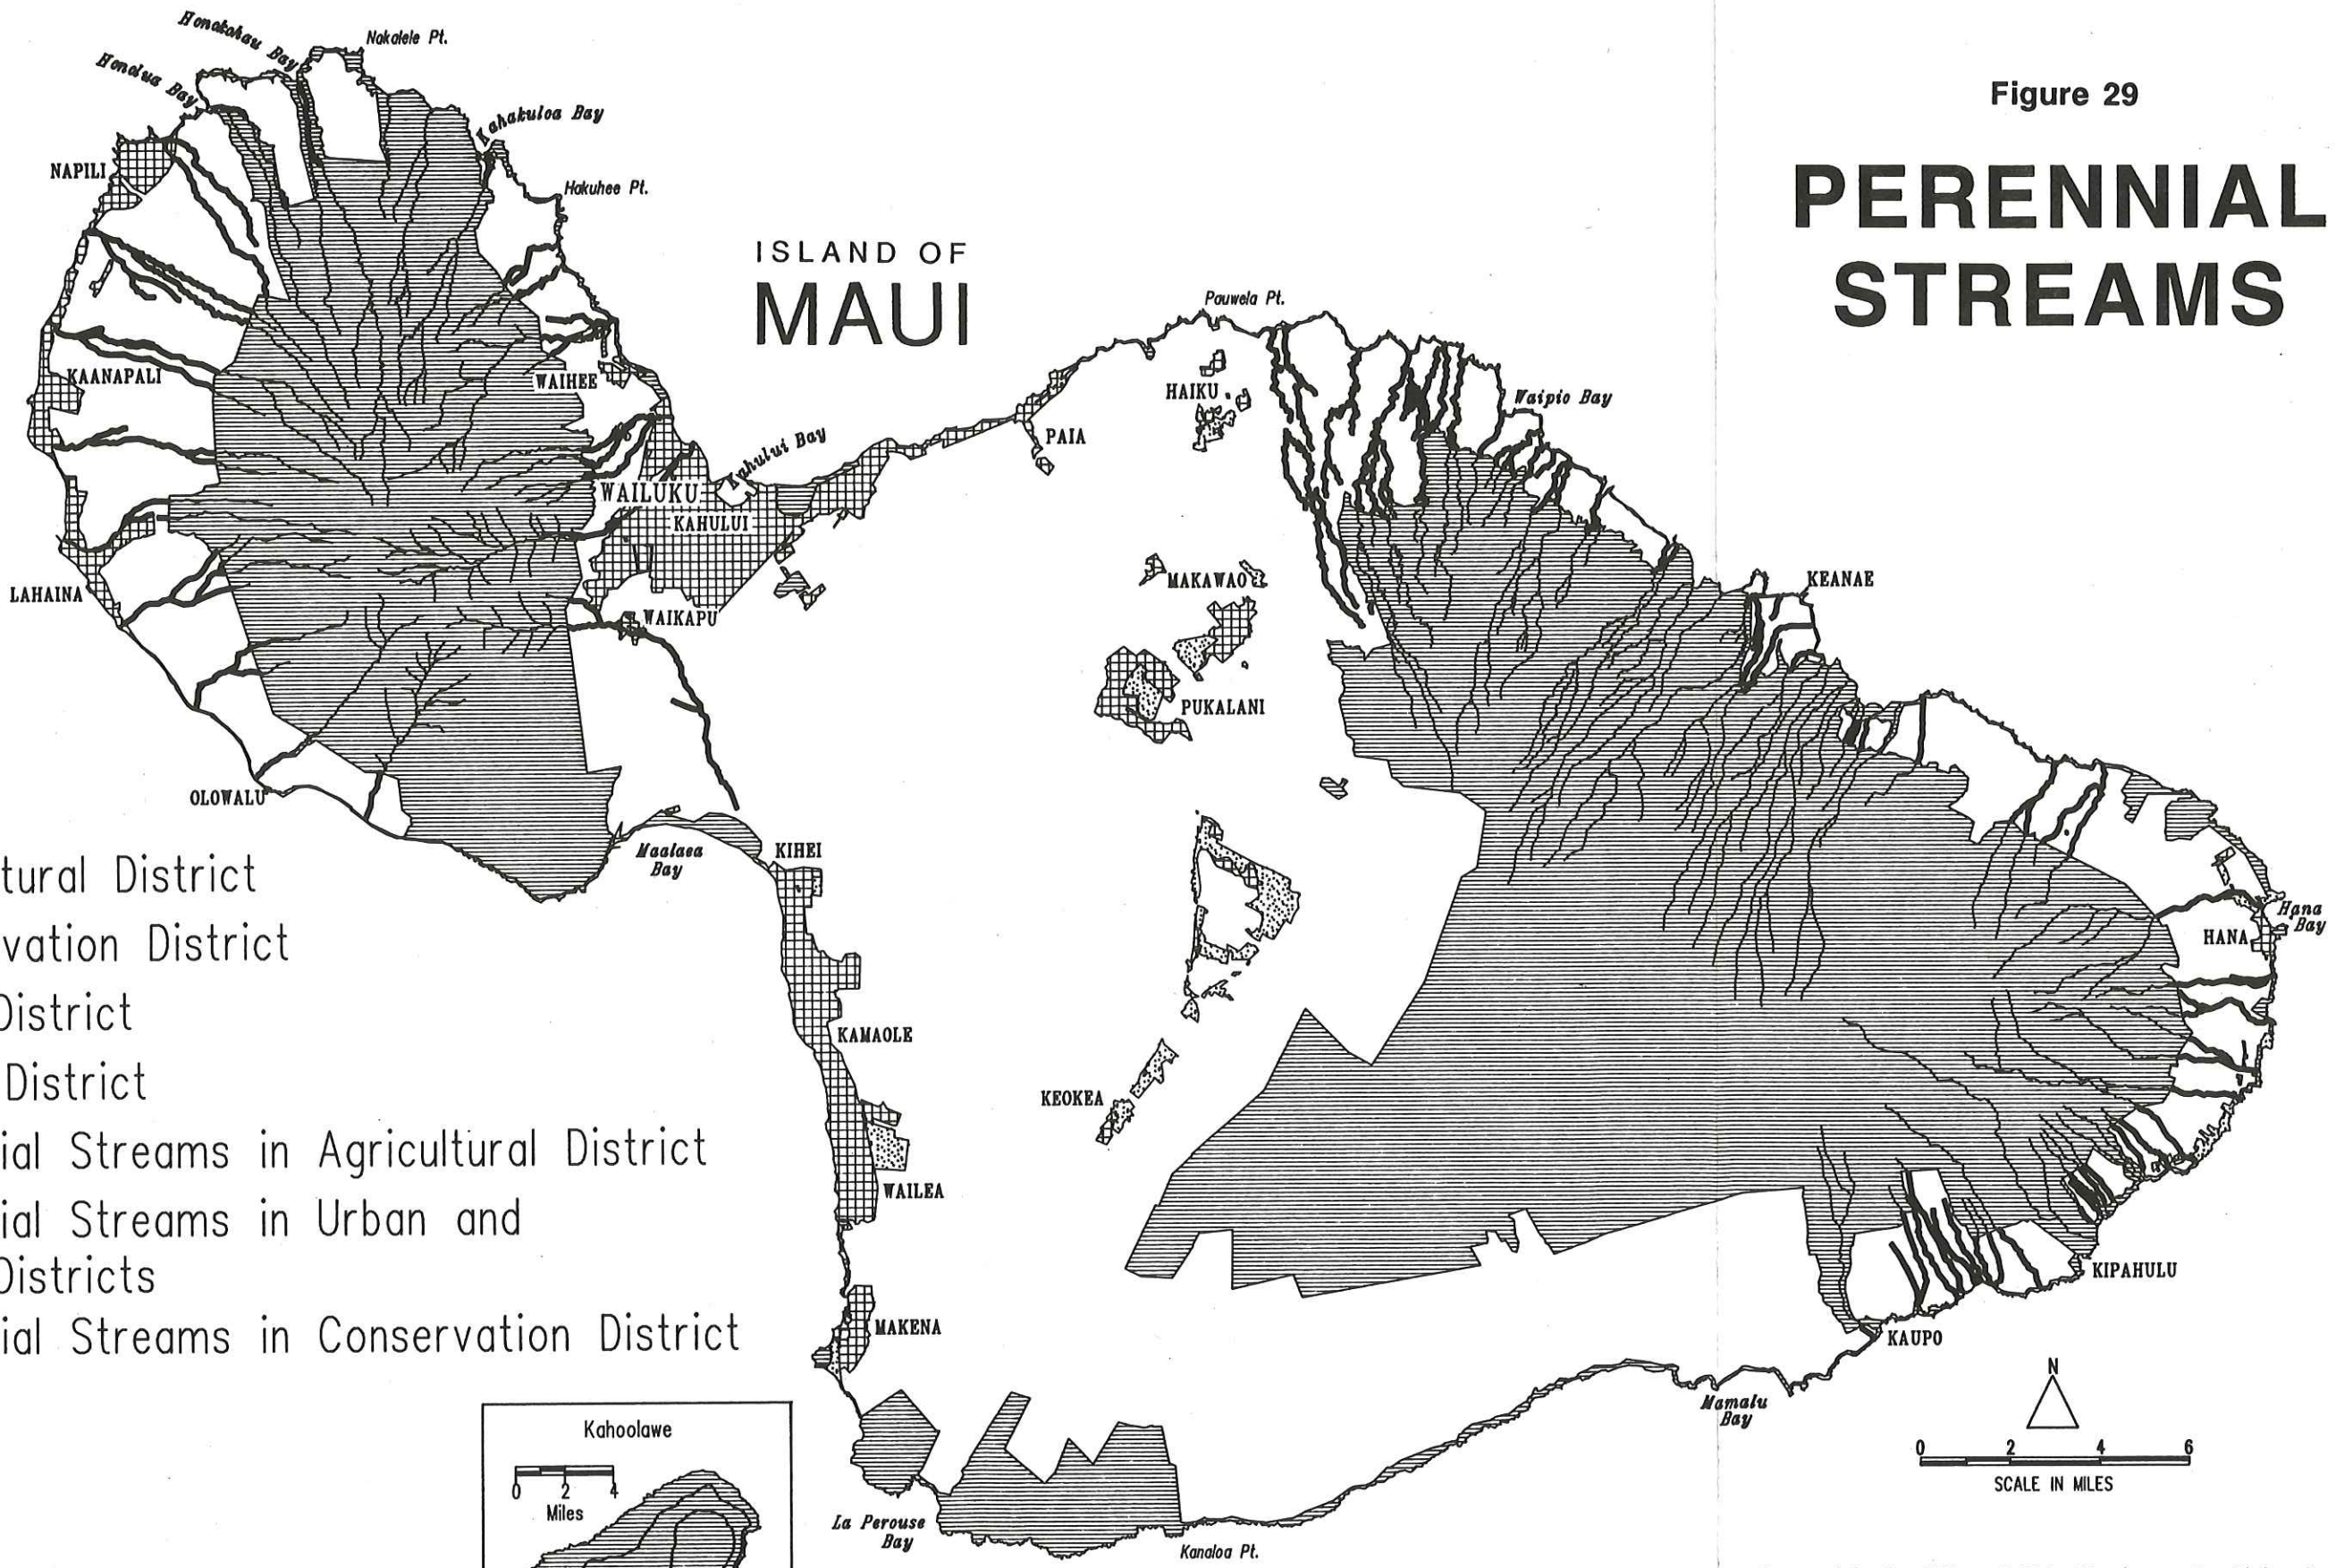 Figure 29
PERENNIAL
STREAMS
ISLAND OF
MAUI
Honokohau Bay
Nakalele Pt.
Honolua Bay
Kahakuloa Bay
NAPILI
Hakuhee Pt.
KAANAPALI
WAIHEE
Kahului Bay
WAILUKU
KAHULUI
LAHAINA
WAIKAPU
OLOWALU
Maalaea
Bay
KIHEI
KAMAOLE
WAILEA
MAKENA
La Perouse
Bay
Kanaloa Pt.
Pauwela Pt.
HAIKU
PAIA
Waipio Bay
MAKAWAO
PUKALANI
KEANAE
KEOKEA
Hana
Bay
HANA
KIPAHULU
KAUPO
Mamalu
Bay
tural District
vation District
District
District
ial Streams in Agricultural District
ial Streams in Urban and
Districts
ial Streams in Conservation District
Kahoolawe
0 2 4
Miles
N
0 2 4 6
SCALE IN MILES